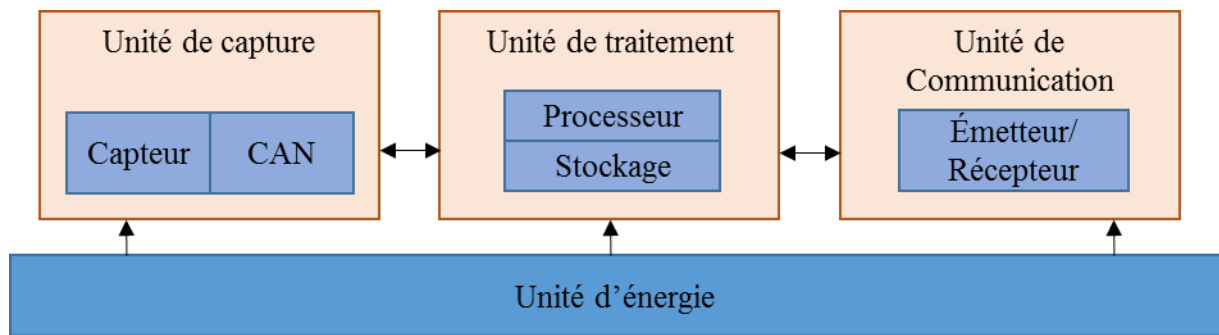 Unité de capture
Capteur
CAN
Unité de traitement
Processeur
Stockage
Unité de
Communication
Émetteur/
Récepteur
Unité d’énergie